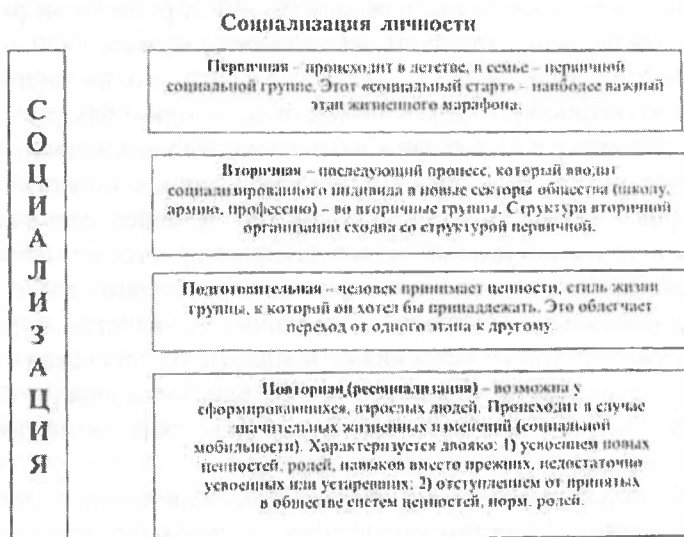 Социализация личности
СОЦИАЛИЗАЦИЯ
Первичная – происходит в детстве, в семье – первичной
социальной группе. Этот «социальный старт» – наиболее важный
этап жизненного марафона.
Вторичная – последующий процесс, который вводит
социализированного индивида в новые секторы общества (школу,
армию, профессию) – во вторичные группы. Структура вторичной
организации сходна со структурой первичной.
Подготовительная – человек принимает ценности, стиль жизни
группы, к который он хотел бы принадлежать. Это облегчает
переход от одного этапа к другому.
Повторная (ресоциализация) – возможна у
сформировавшихся, взрослых людей. Происходит в случае
значительных жизненных изменений (социальной
мобильности). Характеризуется двояко: 1) усвоением новых
ценностей, ролей, навыков вместо прежних, недостаточно
усвоенных или устаревших; 2) отступлением от принятых
в обществе систем ценностей, норм, ролей.